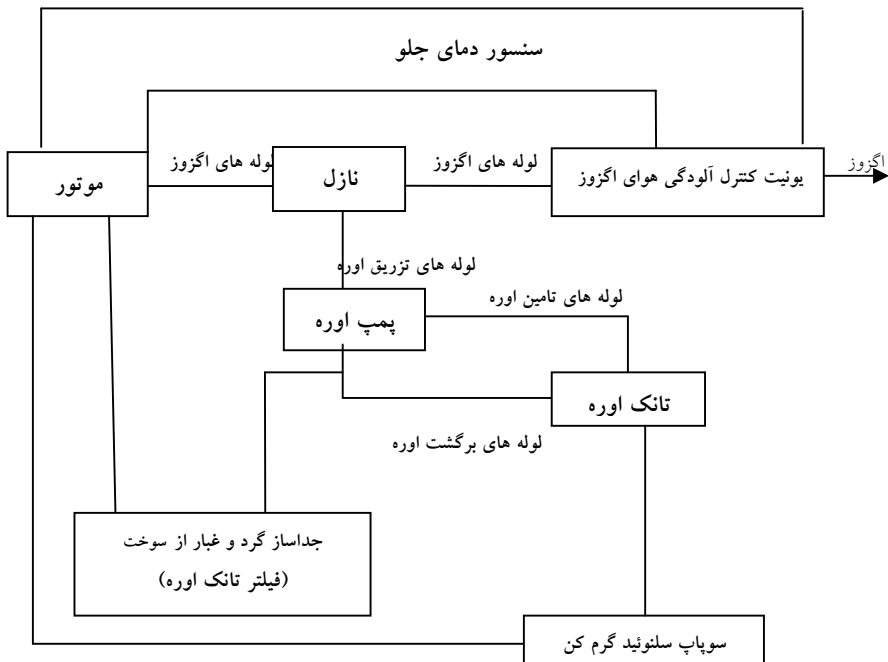 سنسور دمای جلو
موتور
لوله های اگزوز
نازل
لوله های اگزوز
یونیت کنترل آلودگی هوای اگزوز
اگزوز
لوله های تزریق اوره
پمپ اوره
لوله های تامین اوره
تانک اوره
لوله های برگشت اوره
جداساز گرد و غبار از سوخت
(فیلتر تانک اوره)
سوپاپ سلنوئید گرم کن